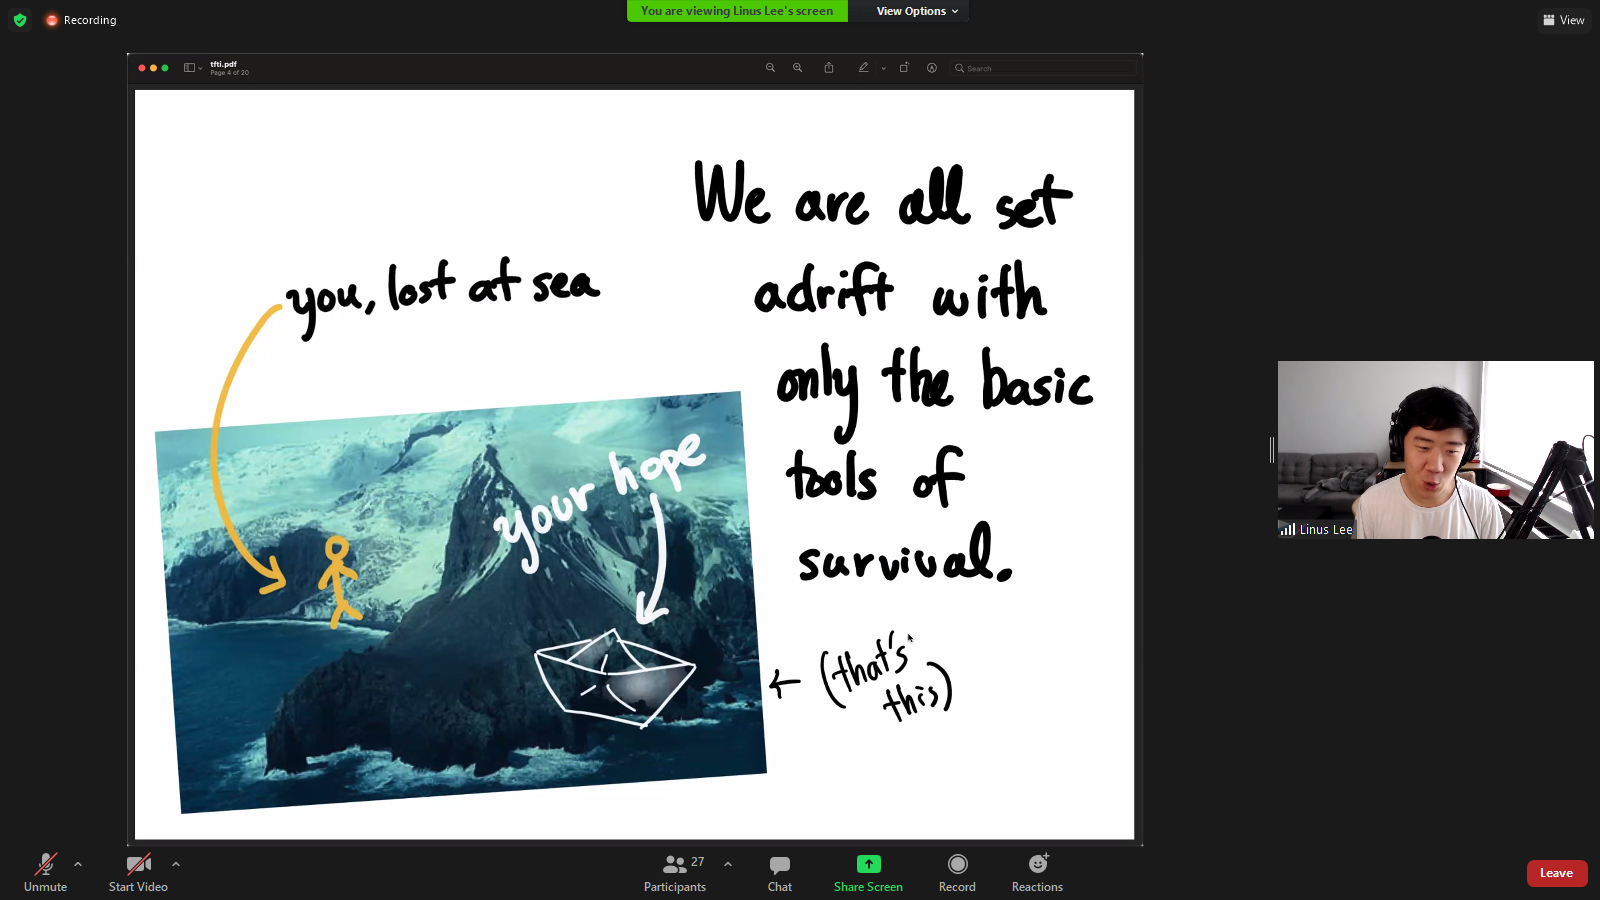 Recording
You are viewing Linus Lee's screen
View Options
View
tfti.pdf
Page 4 of 20
Search
We are all set
adrift with
only the basic
tools of
survival.
you, lost at sea
your hope
(that's
this)
Linus Lee
Unmute
Start Video
Participants
27
Chat
Share Screen
Record
Reactions
Leave